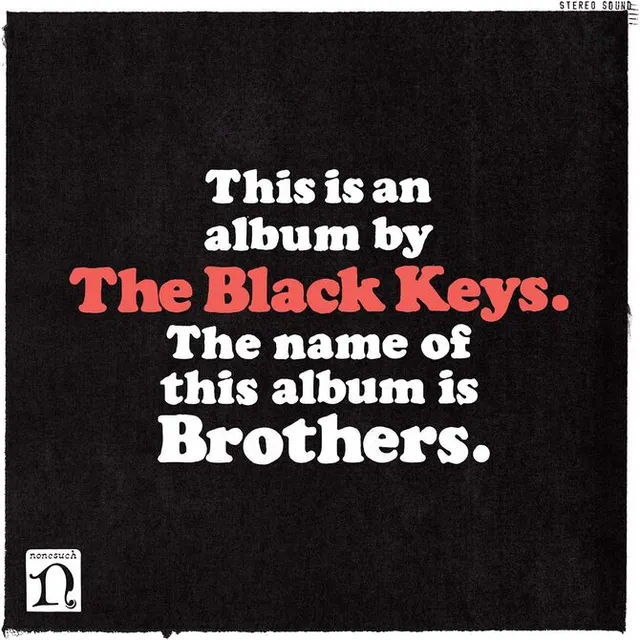 STEREO SOUND
This is an
album by
The Black Keys.
The name of
this album is
Brothers.
nonesuch
n